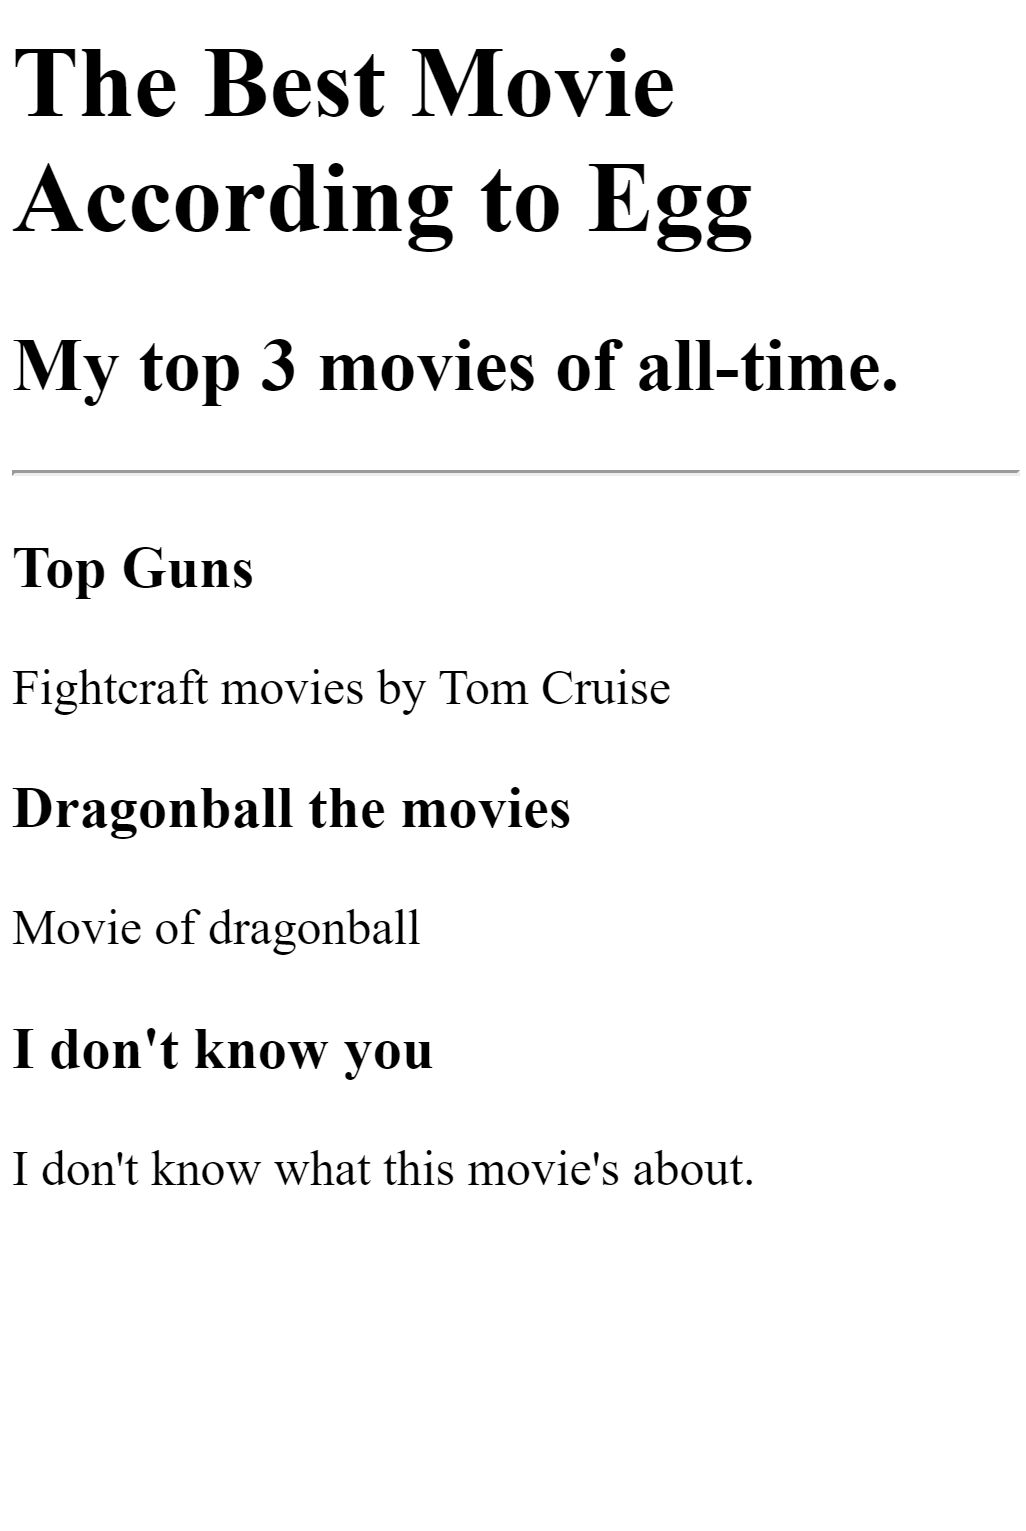 The Best Movie
According to Egg
My top 3 movies of all-time.
Top Guns
Fightcraft movies by Tom Cruise
Dragonball the movies
Movie of dragonball
I don't know you
I don't know what this movie's about.